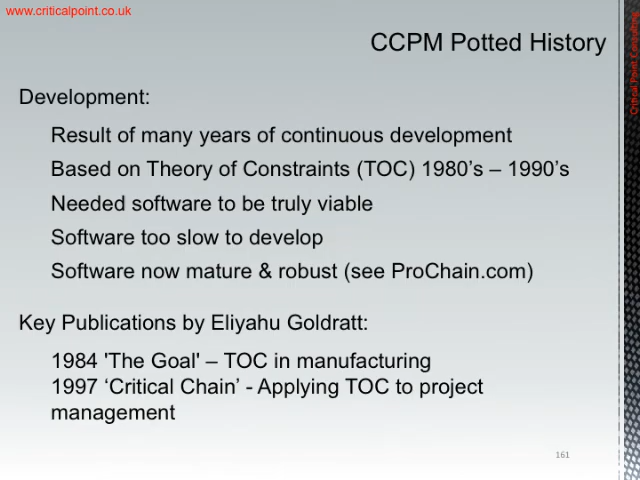 www.criticalpoint.co.uk
Critical Point Consulting
CCPM Potted History
Development:
Result of many years of continuous development
Based on Theory of Constraints (TOC) 1980’s – 1990’s
Needed software to be truly viable
Software too slow to develop
Software now mature & robust (see ProChain.com)
Key Publications by Eliyahu Goldratt:
1984 'The Goal' – TOC in manufacturing
1997 ‘Critical Chain’ - Applying TOC to project
management
161